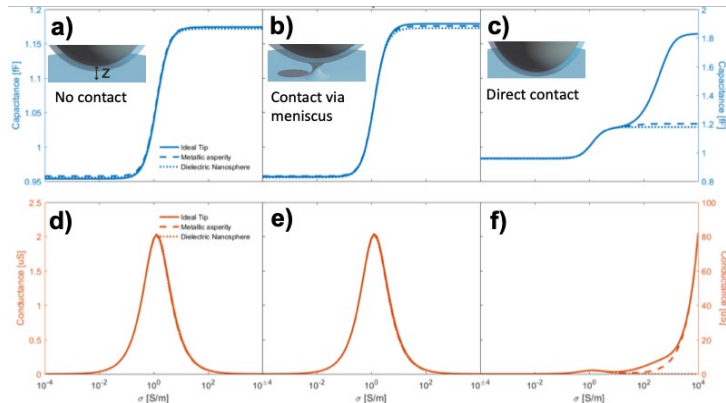 a)
b)
c)
1.2
1.15
1.1
1.05
1
0.95
Capacitance [fF]
z
No contact
Contact via
meniscus
Direct contact
Ideal Tip
Metallic asperity
Dielectric Nanosphere
2
1.8
1.6
1.4
1.2
1
0.8
Capacitance [fF]
d)
e)
f)
2.5
2
1.5
1
0.5
0
Conductance [uS]
Ideal Tip
Metallic asperity
Dielectric Nanosphere
100
80
60
40
20
0
Conductance [uS]
10⁻⁴
10⁻²
10⁰
10²
10⁻²
10⁰
10²
10⁻²
10⁰
10²
10⁴
σ [S/m]
σ [S/m]
σ [S/m]